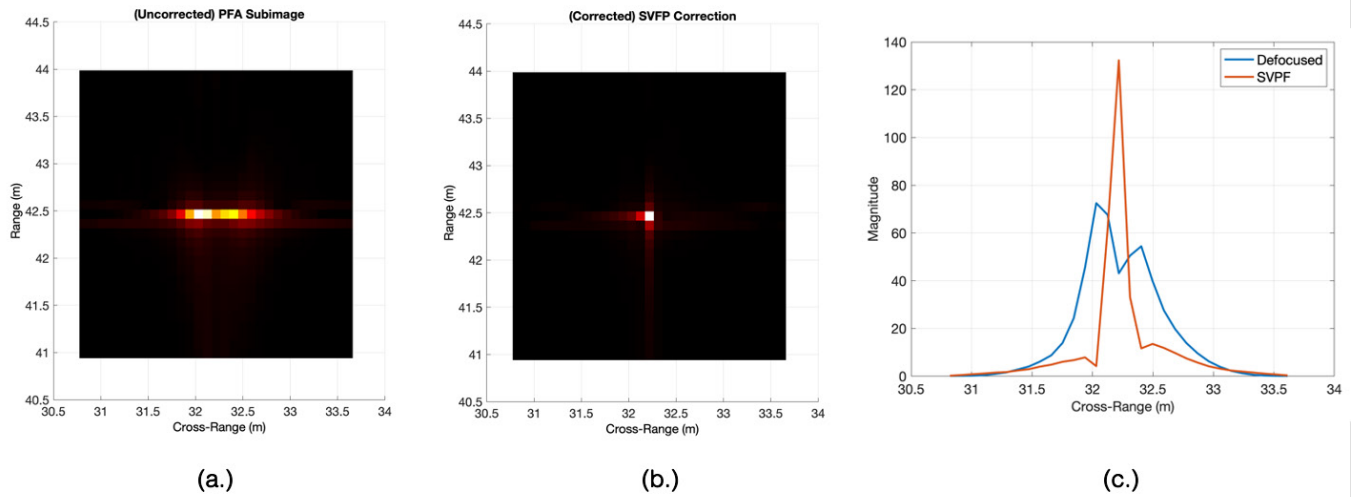 (Uncorrected) PFA Subimage
44.5
44
43.5
43
42.5
42
41.5
41
40.5
Range (m)
30.5 31 31.5 32 32.5 33 33.5 34
Cross-Range (m)
(a.)
(Corrected) SVFP Correction
44.5
44
43.5
43
42.5
42
41.5
41
40.5
Range (m)
30.5 31 31.5 32 32.5 33 33.5 34
Cross-Range (m)
(b.)
140
120
100
80
60
40
20
0
Magnitude
Defocused
SVPF
30.5 31 31.5 32 32.5 33 33.5 34
Cross-Range (m)
(c.)